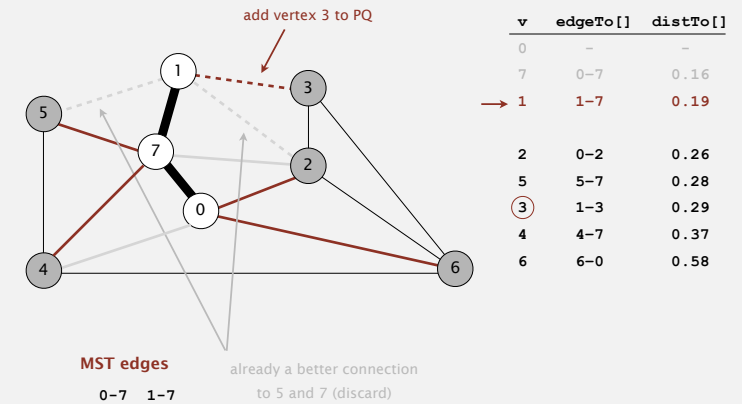 add vertex 3 to PQ
v edgeTo[] distTo[]
0 – –
7 0–7 0.16
1 1–7 0.19
2 0–2 0.26
5 5–7 0.28
3 1–3 0.29
4 4–7 0.37
6 6–0 0.58
1
3
5
7
2
0
4
6
MST edges
0–7 1–7
already a better connection
to 5 and 7 (discard)